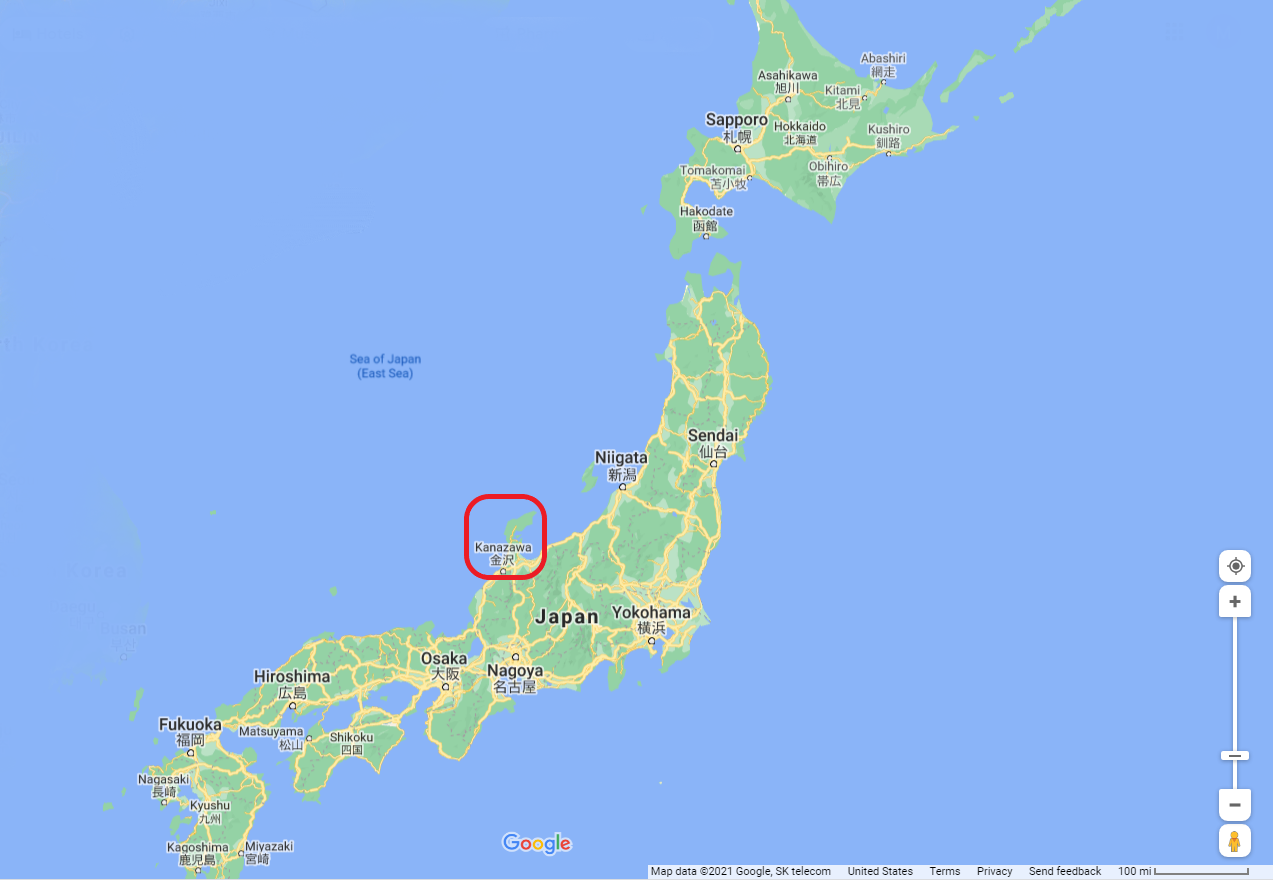 Abashiri
網走
Asahikawa
旭川
Kitami
北見
Sapporo
札幌
Hokkaido
北海道
Kushiro
釧路
Tomakomai
苫小牧
Obihiro
帯広
Hakodate
函館
Sea of Japan
(East Sea)
Sendai
仙台
Niigata
新潟
Kanazawa
金沢
Korea
Busan
Japan
Yokohama
横浜
Osaka
大阪
Nagoya
名古屋
Hiroshima
広島
Fukuoka
福岡
Matsuyama
松山
Shikoku
四国
Nagasaki
長崎
Kyushu
九州
Kagoshima
鹿児島
Miyazaki
宮崎
Google
Map data ©2021 Google, SK telecom United States Terms Privacy Send feedback 100 mi